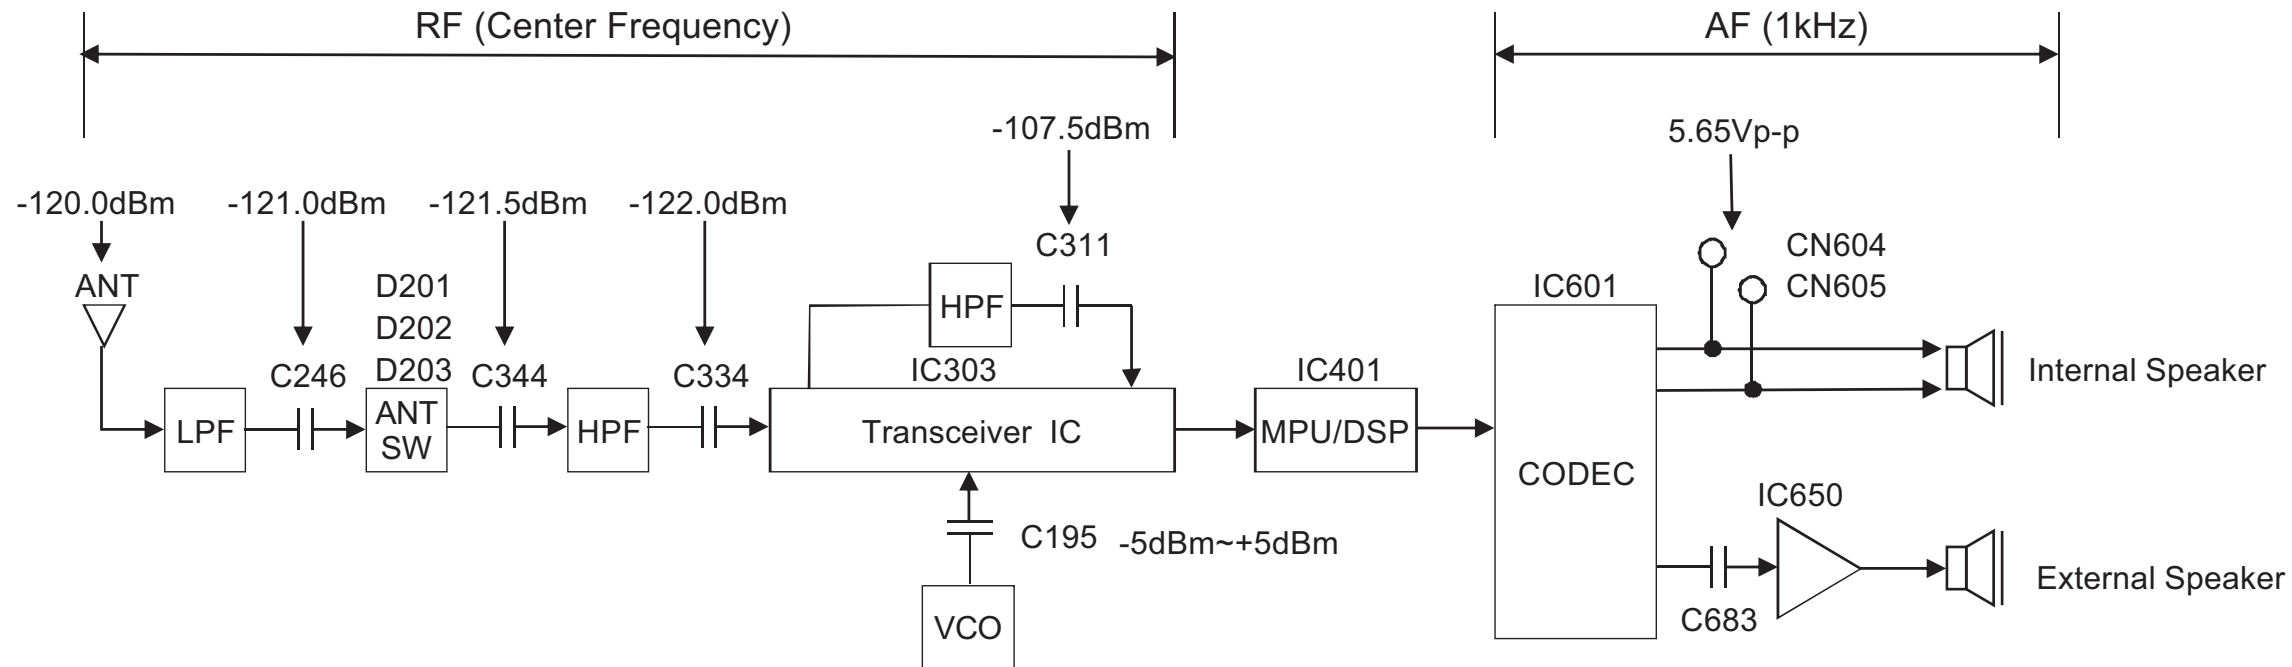 RF (Center Frequency)
AF (1kHz)
-107.5dBm
5.65Vp-p
-120.0dBm
-121.0dBm
-121.5dBm
-122.0dBm
C311
CN604
CN605
ANT
D201
D202
D203
HPF
IC601
C246
C344
C334
IC303
IC401
Internal Speaker
LPF
ANT
SW
HPF
Transceiver IC
MPU/DSP
CODEC
IC650
C195
-5dBm~+5dBm
External Speaker
C683
VCO